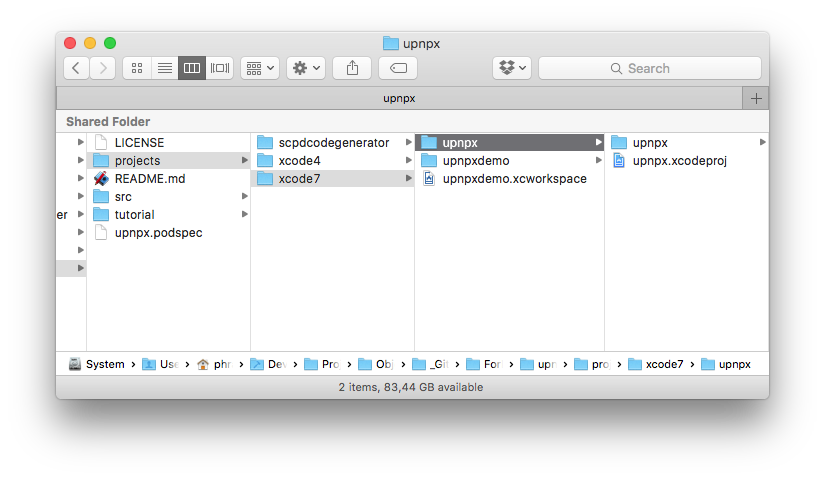 upnpx
Search
upnpx
Shared Folder
LICENSE
projects
README.md
er
src
tutorial
upnpx.podspec
scpdcodegenerator
xcode4
xcode7
upnpx
upnpxdemo
upnpxdemo.xcworkspace
upnpx
upnpx.xcodeproj
System › Use › phr › Dev › Pro › Obj › _Git › For › upn › pro › xcode7 › upnpx
2 items, 83,44 GB available